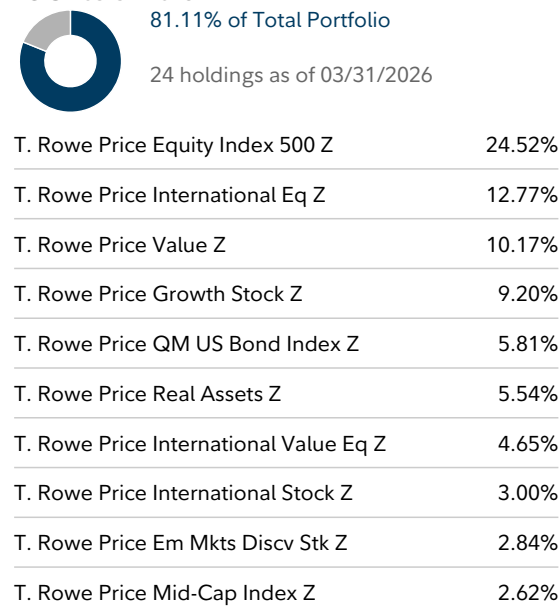 81.11% of Total Portfolio
24 holdings as of 03/31/2026
T. Rowe Price Equity Index 500 Z 24.52%
T. Rowe Price International Eq Z 12.77%
T. Rowe Price Value Z 10.17%
T. Rowe Price Growth Stock Z 9.20%
T. Rowe Price QM US Bond Index Z 5.81%
T. Rowe Price Real Assets Z 5.54%
T. Rowe Price International Value Eq Z 4.65%
T. Rowe Price International Stock Z 3.00%
T. Rowe Price Em Mkts Discv Stk Z 2.84%
T. Rowe Price Mid-Cap Index Z 2.62%